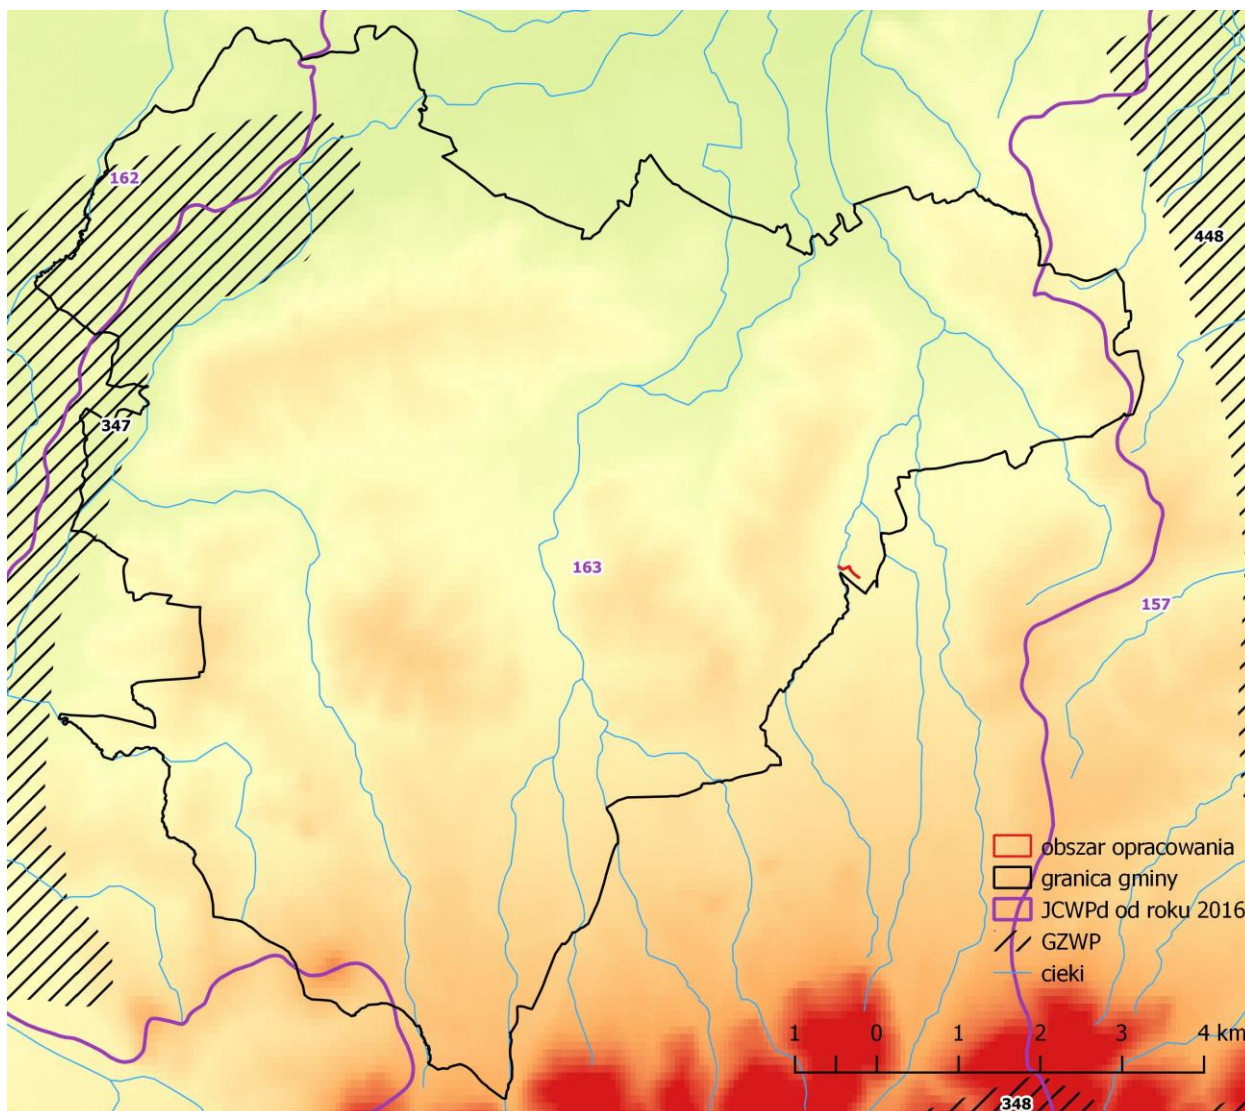 162
448
347
163
157
obszar opracowania
granica gminy
JCWPd od roku 2016
GZWP
cieki
1 0 1 2 3 4 km
348